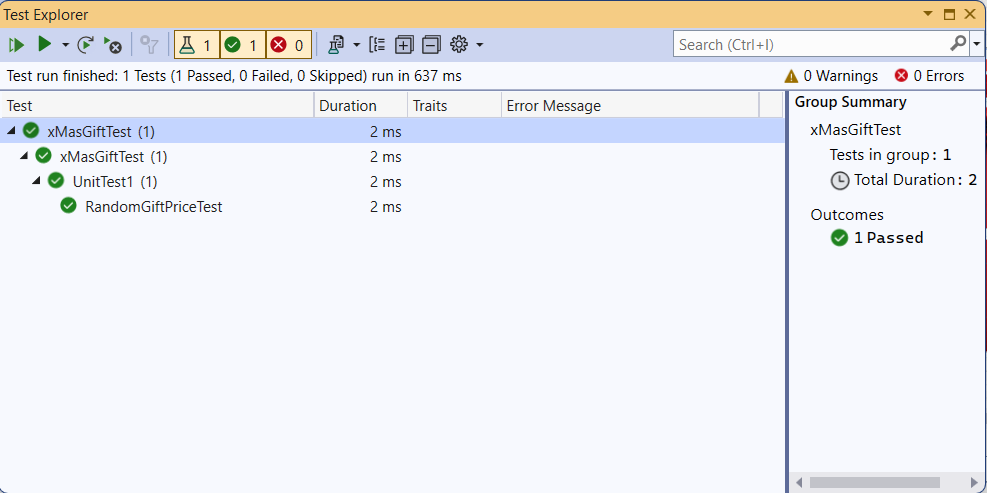 Test Explorer
1 1 0 Search (Ctrl+I)
Test run finished: 1 Tests (1 Passed, 0 Failed, 0 Skipped) run in 637 ms 0 Warnings 0 Errors
Test Duration Traits Error Message
xMasGiftTest (1) 2 ms
xMasGiftTest (1) 2 ms
UnitTest1 (1) 2 ms
RandomGiftPriceTest 2 ms
Group Summary
xMasGiftTest
Tests in group: 1
Total Duration: 2
Outcomes
1 Passed